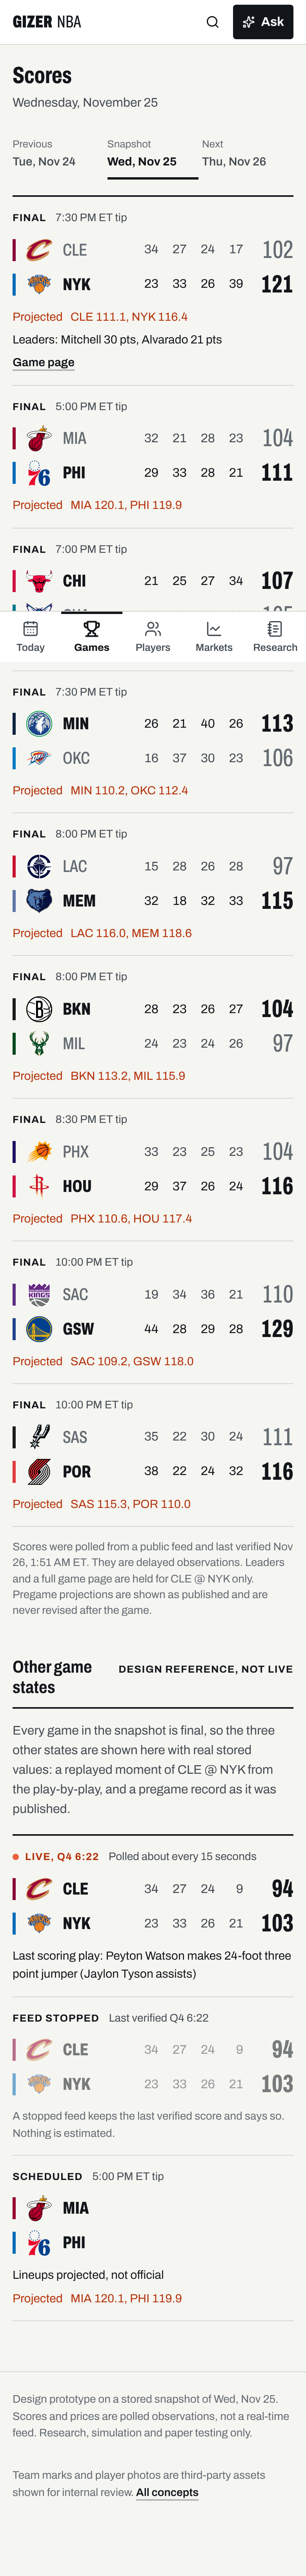 GIZER NBA
Ask
Scores
Wednesday, November 25
Previous Snapshot Next
Tue, Nov 24 Wed, Nov 25 Thu, Nov 26
FINAL 7:30 PM ET tip
CLE 34 27 24 17 102
NYK 23 33 26 39 121
Projected CLE 111.1, NYK 116.4
Leaders: Mitchell 30 pts, Alvarado 21 pts
Game page
FINAL 5:00 PM ET tip
MIA 32 21 28 23 104
PHI 29 33 28 21 111
Projected MIA 120.1, PHI 119.9
FINAL 7:00 PM ET tip
CHI 21 25 27 34 107
Today Games Players Markets Research
FINAL 7:30 PM ET tip
MIN 26 21 40 26 113
OKC 16 37 30 23 106
Projected MIN 110.2, OKC 112.4
FINAL 8:00 PM ET tip
LAC 15 28 26 28 97
MEM 32 18 32 33 115
Projected LAC 116.0, MEM 118.6
FINAL 8:00 PM ET tip
BKN 28 23 26 27 104
MIL 24 23 24 26 97
Projected BKN 113.2, MIL 115.9
FINAL 8:30 PM ET tip
PHX 33 23 25 23 104
HOU 29 37 26 24 116
Projected PHX 110.6, HOU 117.4
FINAL 10:00 PM ET tip
KINGS
SAC 19 34 36 21 110
GSW 44 28 29 28 129
Projected SAC 109.2, GSW 118.0
FINAL 10:00 PM ET tip
SAS 35 22 30 24 111
POR 38 22 24 32 116
Projected SAS 115.3, POR 110.0
Scores were polled from a public feed and last verified Nov
26, 1:51 AM ET. They are delayed observations. Leaders
and a full game page are held for CLE @ NYK only.
Pregame projections are shown as published and are
never revised after the game.
Other game
states
DESIGN REFERENCE, NOT LIVE
Every game in the snapshot is final, so the three
other states are shown here with real stored
values: a replayed moment of CLE @ NYK from
the play-by-play, and a pregame record as it was
published.
LIVE, Q4 6:22 Polled about every 15 seconds
CLE 34 27 24 9 94
NYK 23 33 26 21 103
Last scoring play: Peyton Watson makes 24-foot three
point jumper (Jaylon Tyson assists)
FEED STOPPED Last verified Q4 6:22
CLE 34 27 24 9 94
NYK 23 33 26 21 103
A stopped feed keeps the last verified score and says so.
Nothing is estimated.
SCHEDULED 5:00 PM ET tip
MIA
PHI
Lineups projected, not official
Projected MIA 120.1, PHI 119.9
Design prototype on a stored snapshot of Wed, Nov 25.
Scores and prices are polled observations, not a real-time
feed. Research, simulation and paper testing only.
Team marks and player photos are third-party assets
shown for internal review. All concepts